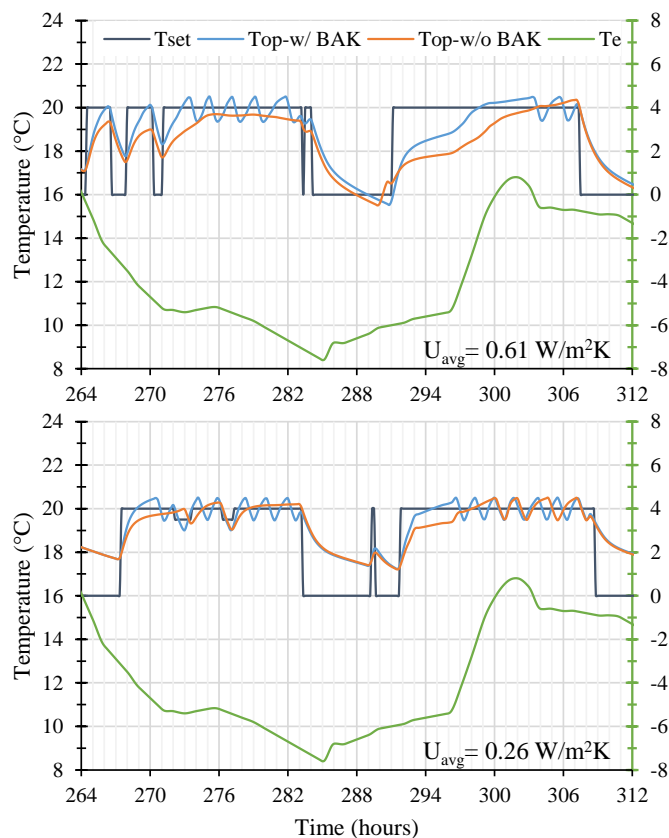 24 8
Tset Top-w/ BAK Top-w/o BAK Te
22 6
20 4
18 2
16 0
14 -2
12 -4
10 -6
8 -8
Temperature (°C)
U_avg= 0.61 W/m²K
264 270 276 282 288 294 300 306 312
24 8
22 6
20 4
18 2
16 0
14 -2
12 -4
10 -6
8 -8
Temperature (°C)
U_avg= 0.26 W/m²K
264 270 276 282 288 294 300 306 312
Time (hours)